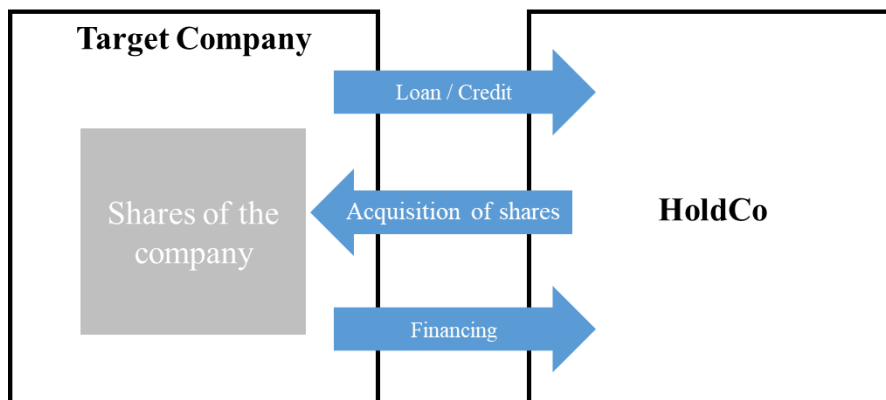 Target Company
Loan / Credit
Shares of the
company
Acquisition of shares
HoldCo
Financing